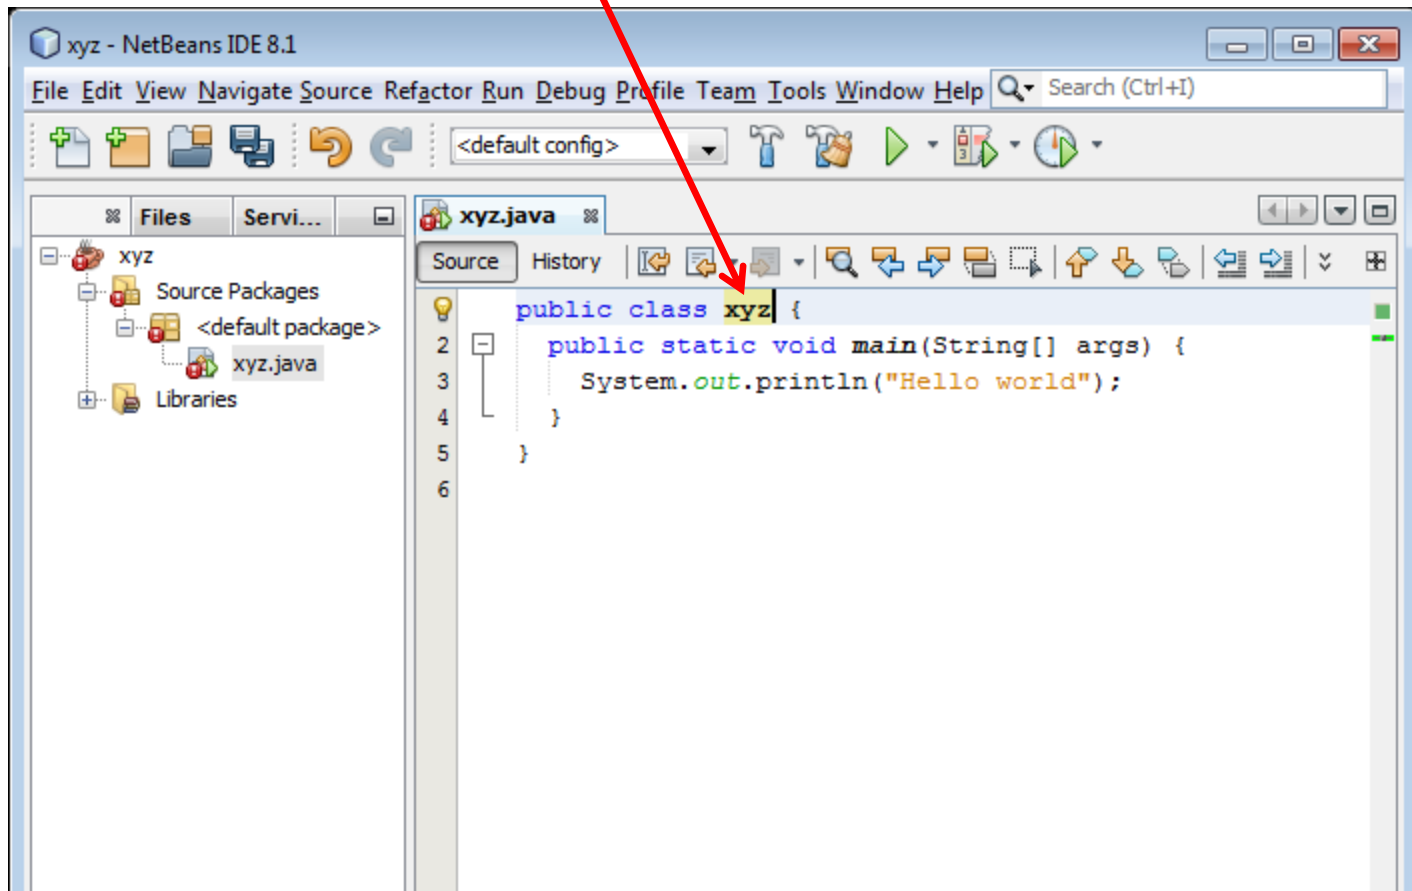 xyz - NetBeans IDE 8.1
File Edit View Navigate Source Refactor Run Debug Profile Team Tools Window Help Search (Ctrl+I)
<default config>
Files Servi...
xyz
Source Packages
<default package>
xyz.java
Libraries
xyz.java
Source History
public class xyz {
2 public static void main(String[] args) {
3 System.out.println("Hello world");
4 }
5 }
6